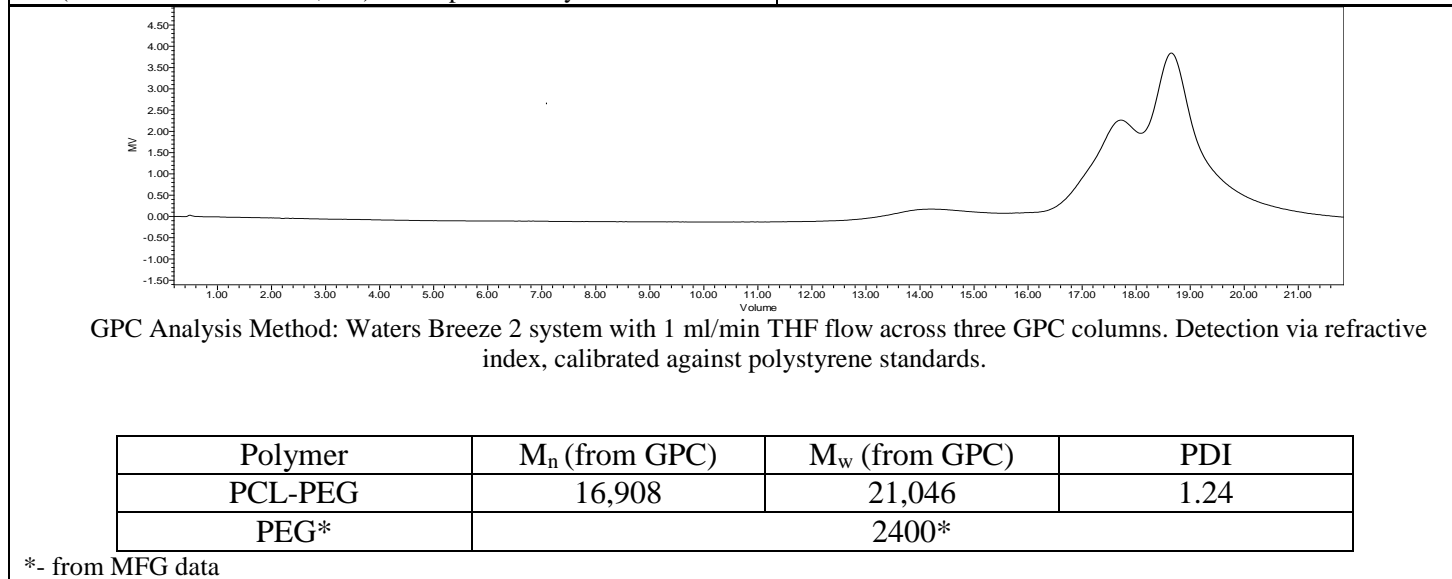 4.50
4.00
3.50
3.00
2.50
2.00
1.50
1.00
0.50
0.00
-0.50
-1.00
-1.50
MV
1.00 2.00 3.00 4.00 5.00 6.00 7.00 8.00 9.00 10.00 11.00 12.00 13.00 14.00 15.00 16.00 17.00 18.00 19.00 20.00 21.00
Volume
GPC Analysis Method: Waters Breeze 2 system with 1 ml/min THF flow across three GPC columns. Detection via refractive
index, calibrated against polystyrene standards.
Polymer Mn (from GPC) Mw (from GPC) PDI
PCL-PEG 16,908 21,046 1.24
PEG* 2400*
*- from MFG data